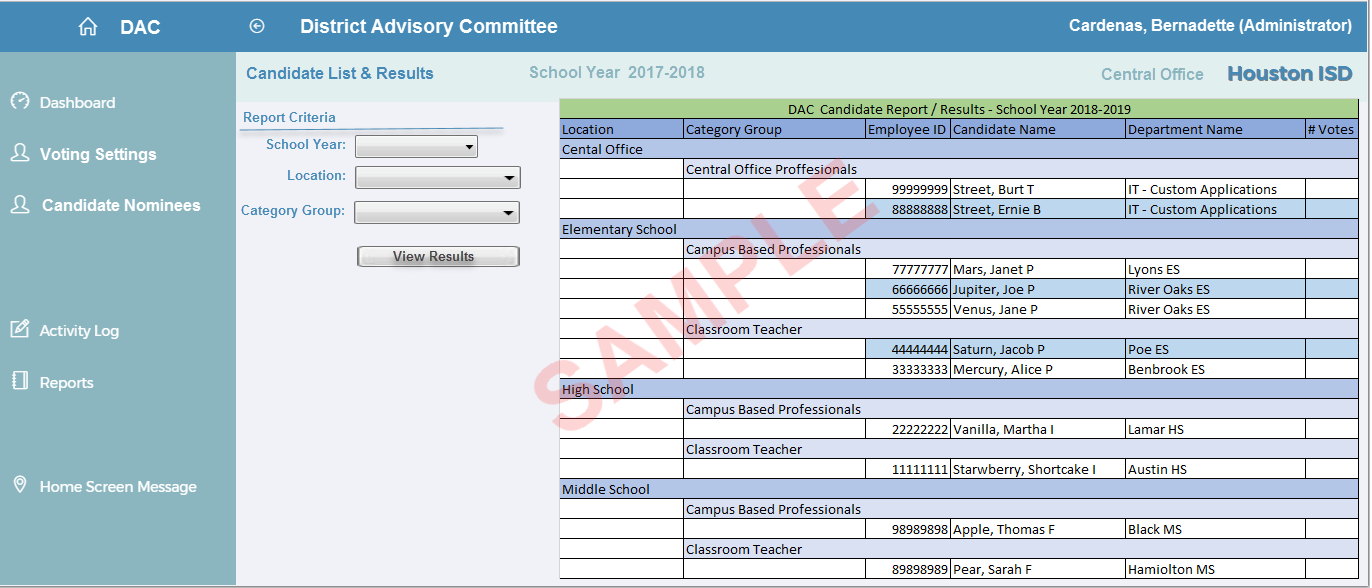 DAC
District Advisory Committee
Cardenas, Bernadette (Administrator)
Dashboard
Voting Settings
Candidate Nominees
Activity Log
Reports
Home Screen Message
Candidate List & Results
School Year 2017-2018
Central Office
Houston ISD
Report Criteria
School Year:
Location:
Category Group:
View Results
DAC Candidate Report / Results - School Year 2018-2019
Location Category Group Employee ID Candidate Name Department Name # Votes
Cental Office
Central Office Proffesionals
99999999 Street, Burt T IT - Custom Applications
88888888 Street, Ernie B IT - Custom Applications
Elementary School
Campus Based Professionals
77777777 Mars, Janet P Lyons ES
66666666 Jupiter, Joe P River Oaks ES
55555555 Venus, Jane P River Oaks ES
Classroom Teacher
44444444 Saturn, Jacob P Poe ES
33333333 Mercury, Alice P Benbrook ES
High School
Campus Based Professionals
22222222 Vanilla, Martha I Lamar HS
Classroom Teacher
11111111 Starwberry, Shortcake I Austin HS
Middle School
Campus Based Professionals
98989898 Apple, Thomas F Black MS
Classroom Teacher
89898989 Pear, Sarah F Hamiolton MS
SAMPLE